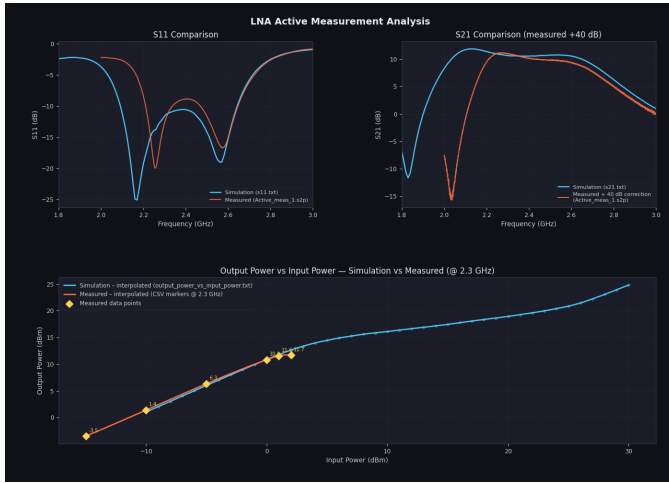 LNA Active Measurement Analysis
S11 Comparison
S21 Comparison (measured +40 dB)
S11 (dB)
0
−5
−10
−15
−20
−25
1.8
2.0
2.2
2.4
2.6
2.8
3.0
Frequency (GHz)
Simulation (s11.txt)
Measured (Active_meas_1.s2p)
S21 (dB)
10
5
0
−5
−10
−15
1.8
2.0
2.2
2.4
2.6
2.8
3.0
Frequency (GHz)
Simulation (s21.txt)
Measured + 40 dB correction
(Active_meas_1.s2p)
Output Power vs Input Power — Simulation vs Measured (@ 2.3 GHz)
Output Power (dBm)
25
20
15
10
5
0
−5
Simulation – interpolated (output_power_vs_input_power.txt)
Measured – interpolated (CSV markers @ 2.3 GHz)
Measured data points
1.4
6.3
−10
0
10
20
30
Input Power (dBm)